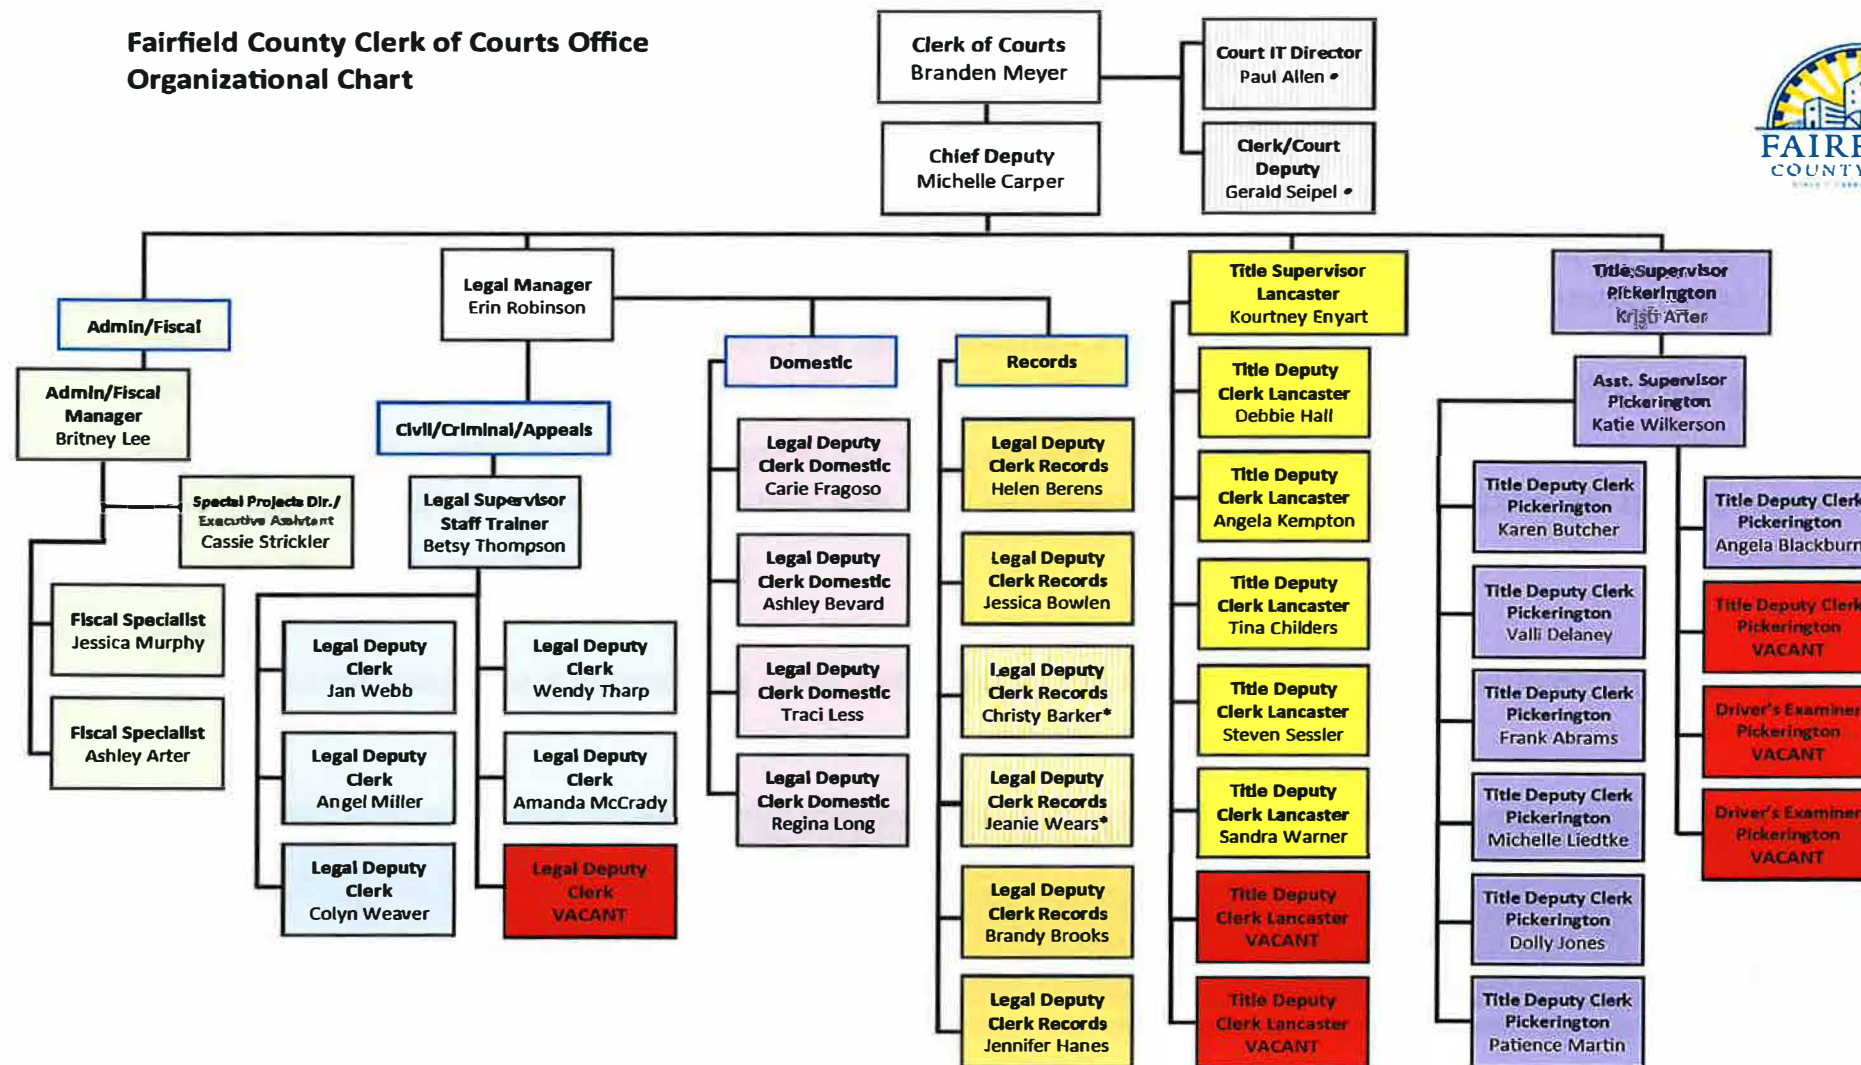 Fairfield County Clerk of Courts Office
Organizational Chart
Clerk of Courts
Branden Meyer
Court IT Director
Paul Allen •
Clerk/Court
Deputy
Gerald Seipel •
Chief Deputy
Michelle Carper
COUNTY
Admin/Fiscal
Admin/Fiscal
Manager
Britney Lee
Special Projects Dir./
Executive Assistant
Cassie Strickler
Fiscal Specialist
Jessica Murphy
Fiscal Specialist
Ashley Arter
Legal Manager
Erin Robinson
Civil/Criminal/Appeals
Legal Supervisor
Staff Trainer
Betsy Thompson
Legal Deputy
Clerk
Jan Webb
Legal Deputy
Clerk
Angel Miller
Legal Deputy
Clerk
Colyn Weaver
Legal Deputy
Clerk
Wendy Tharp
Legal Deputy
Clerk
Amanda McCrady
Legal Deputy
Clerk
VACANT
Domestic
Legal Deputy
Clerk Domestic
Carie Fragoso
Legal Deputy
Clerk Domestic
Ashley Bevard
Legal Deputy
Clerk Domestic
Traci Less
Legal Deputy
Clerk Domestic
Regina Long
Records
Legal Deputy
Clerk Records
Helen Berens
Legal Deputy
Clerk Records
Jessica Bowlen
Legal Deputy
Clerk Records
Christy Barker*
Legal Deputy
Clerk Records
Jeanie Wears*
Legal Deputy
Clerk Records
Brandy Brooks
Legal Deputy
Clerk Records
Jennifer Hanes
Title Supervisor
Lancaster
Kourtney Enyart
Title Deputy
Clerk Lancaster
Debbie Hall
Title Deputy
Clerk Lancaster
Angela Kempton
Title Deputy
Clerk Lancaster
Tina Childers
Title Deputy
Clerk Lancaster
Steven Sessler
Title Deputy
Clerk Lancaster
Sandra Warner
Title Deputy
Clerk Lancaster
VACANT
Title Deputy
Clerk Lancaster
VACANT
Title Supervisor
Pickerington
Kristi Arter
Asst. Supervisor
Pickerington
Katie Wilkerson
Title Deputy Clerk
Pickerington
Karen Butcher
Title Deputy Clerk
Pickerington
Valli Delaney
Title Deputy Clerk
Pickerington
Frank Abrams
Title Deputy Clerk
Pickerington
Michelle Liedtke
Title Deputy Clerk
Pickerington
Dolly Jones
Title Deputy Clerk
Pickerington
Patience Martin
Title Deputy Clerk
Pickerington
Angela Blackburn
Title Deputy Clerk
Pickerington
VACANT
Driver's Examiner
Pickerington
VACANT
Driver's Examiner
Pickerington
VACANT